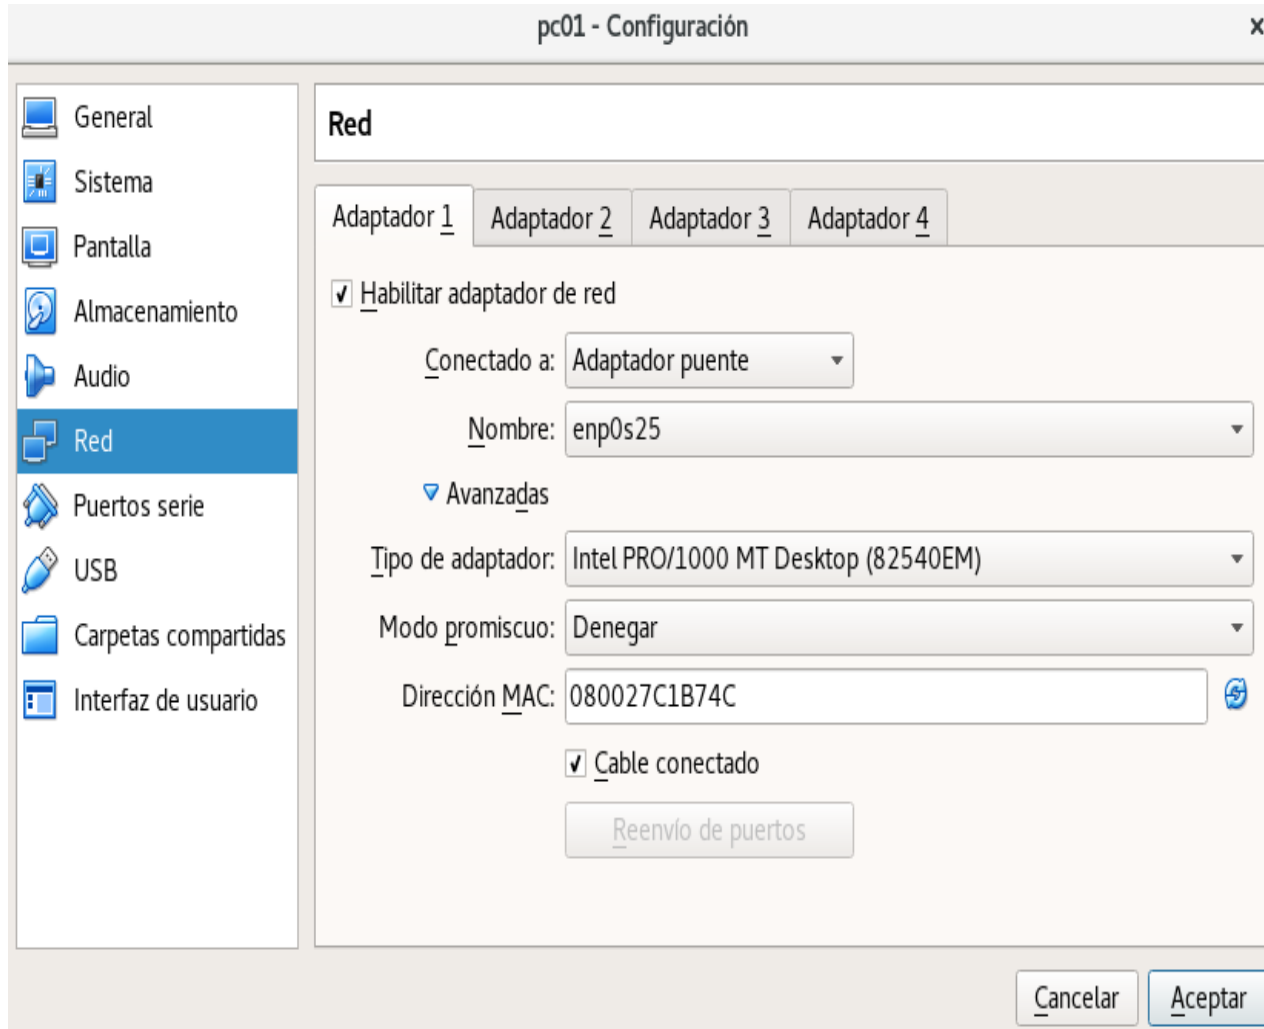 pc01 - Configuración
General
Sistema
Pantalla
Almacenamiento
Audio
Red
Puertos serie
USB
Carpetas compartidas
Interfaz de usuario
Red
Adaptador 1 Adaptador 2 Adaptador 3 Adaptador 4
Habilitar adaptador de red
Conectado a: Adaptador puente
Nombre: enp0s25
Avanzadas
Tipo de adaptador: Intel PRO/1000 MT Desktop (82540EM)
Modo promiscuo: Denegar
Dirección MAC: 080027C1B74C
Cable conectado
Reenvío de puertos
Cancelar Aceptar